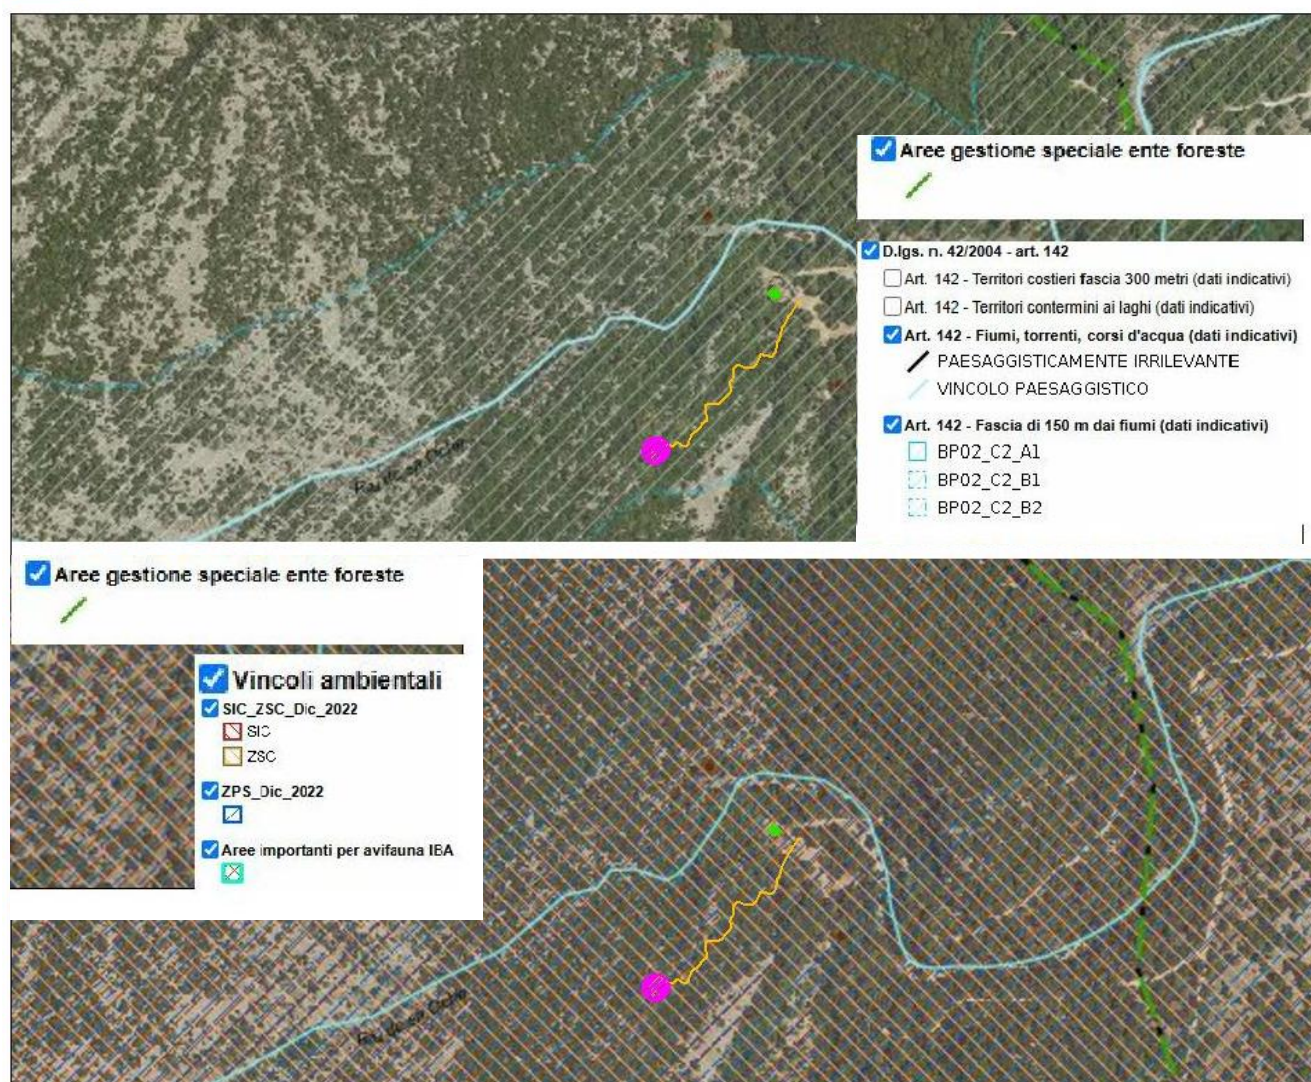 Aree gestione speciale ente foreste
D.lgs. n. 42/2004 - art. 142
Art. 142 - Territori costieri fascia 300 metri (dati indicativi)
Art. 142 - Territori contermini ai laghi (dati indicativi)
Art. 142 - Fiumi, torrenti, corsi d'acqua (dati indicativi)
PAESAGGISTICAMENTE IRRILEVANTE
VINCOLO PAESAGGISTICO
Art. 142 - Fascia di 150 m dai fiumi (dati indicativi)
BP02_C2_A1
BP02_C2_B1
BP02_C2_B2
Aree gestione speciale ente foreste
Vincoli ambientali
SIC_ZSC_Dic_2022
SIC
ZSC
ZPS_Dic_2022
Aree importanti per avifauna IBA